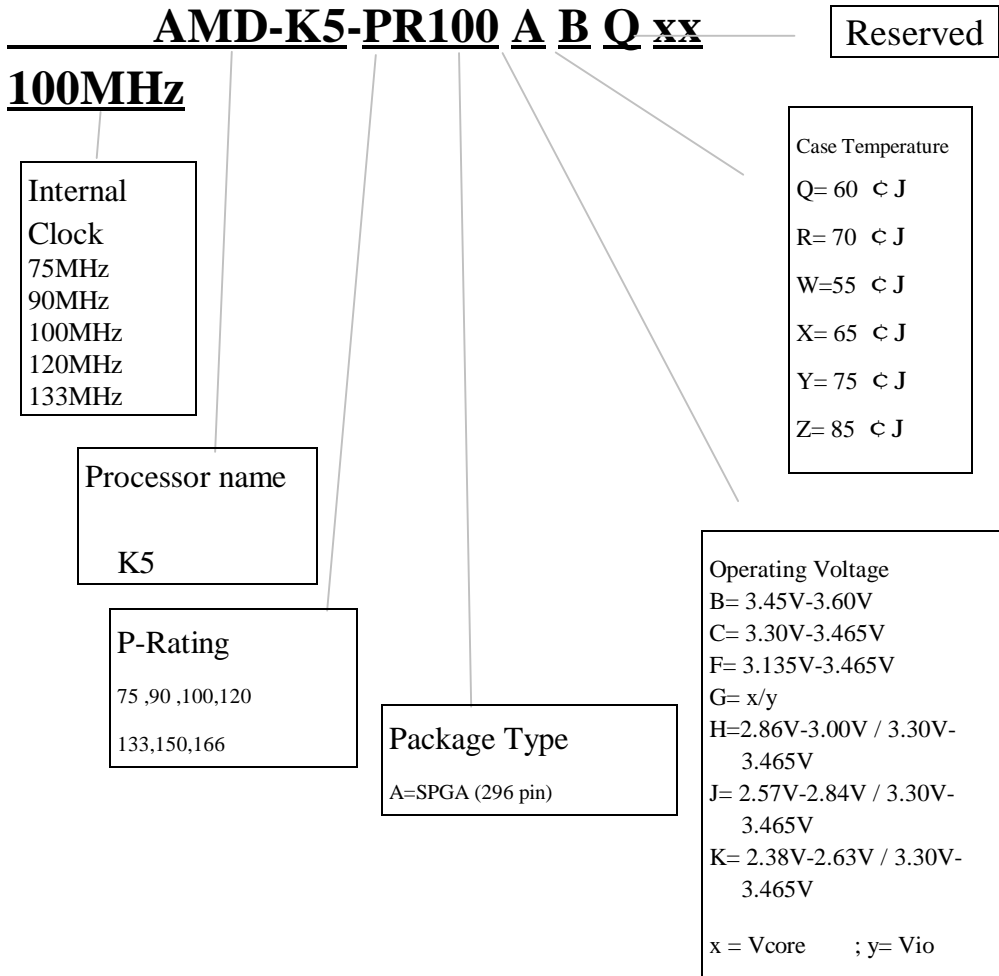 AMD-K5-PR100 A B Q xx
Reserved
100MHz
Internal
Clock
75MHz
90MHz
100MHz
120MHz
133MHz
Case Temperature
Q= 60 ¢J
R= 70 ¢J
W=55 ¢J
X= 65 ¢J
Y= 75 ¢J
Z= 85 ¢J
Processor name
K5
P-Rating
75 ,90 ,100,120
133,150,166
Package Type
A=SPGA (296 pin)
Operating Voltage
B= 3.45V-3.60V
C= 3.30V-3.465V
F= 3.135V-3.465V
G= x/y
H=2.86V-3.00V / 3.30V-
3.465V
J= 2.57V-2.84V / 3.30V-
3.465V
K= 2.38V-2.63V / 3.30V-
3.465V
x = Vcore ; y= Vio